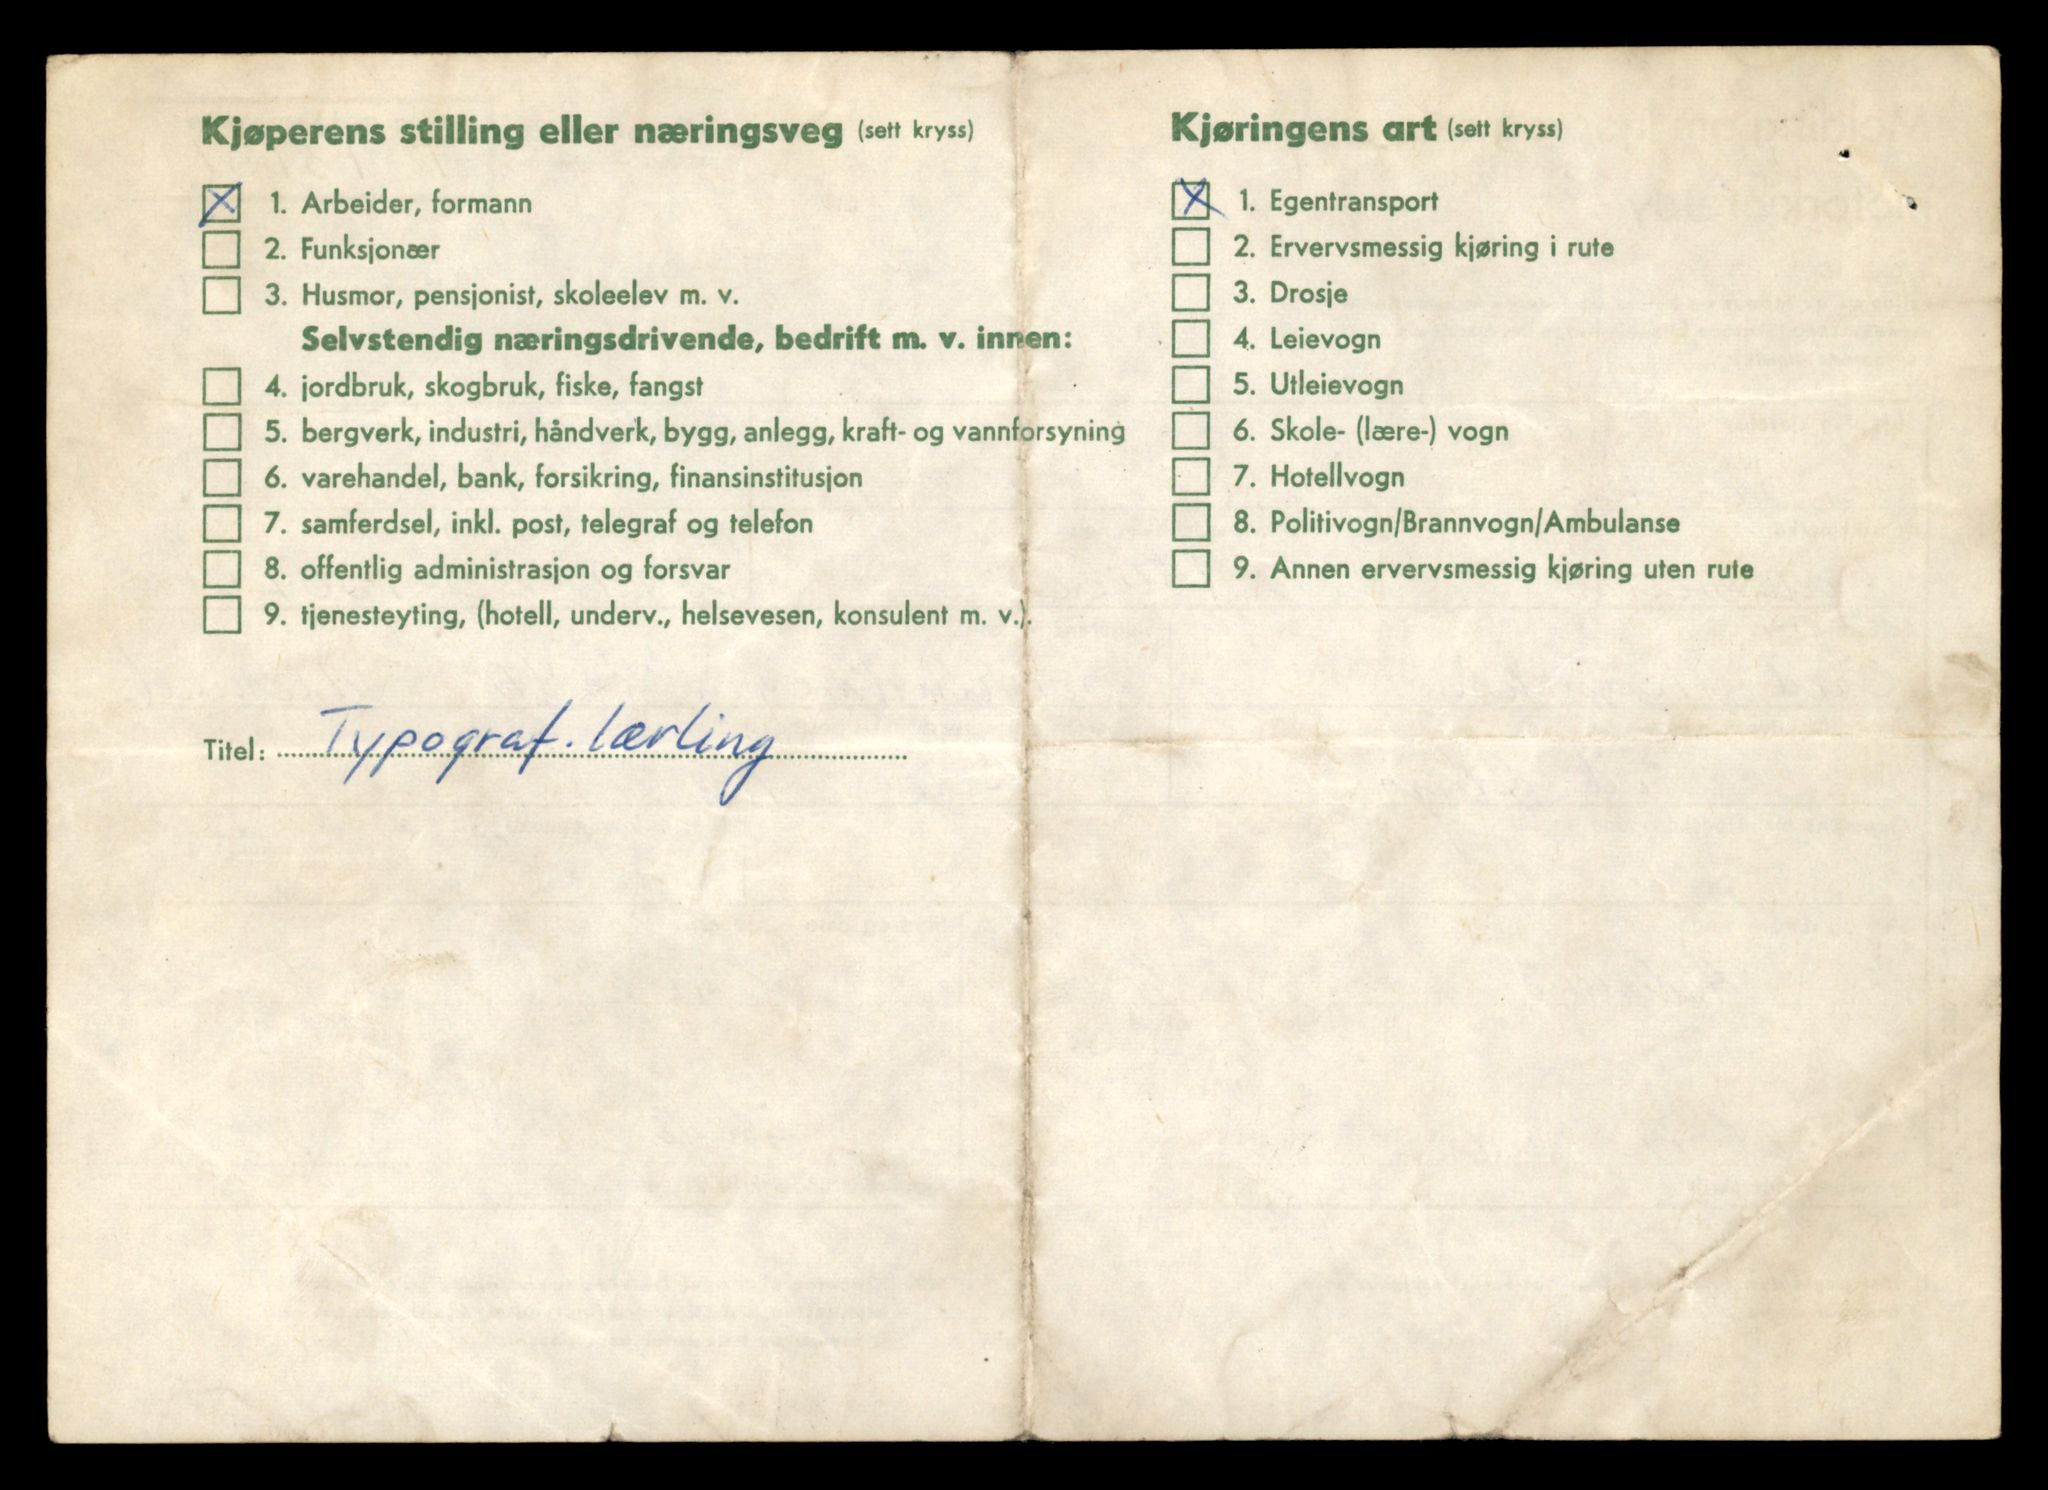 Kjøperens stilling eller næringsveg (sett kryss)
X 1. Arbeider, formann
2. Funksjonær
3. Husmor, pensjonist, skoleelev m. v.
Selvstendig næringsdrivende, bedrift m. v. innen:
4. jordbruk, skogbruk, fiske, fangst
5. bergverk, industri, håndverk, bygg, anlegg, kraft- og vannforsyning
6. varehandel, bank, forsikring, finansinstitusjon
7. samferdsel, inkl. post, telegraf og telefon
8. offentlig administrasjon og forsvar
9. tjenesteyting, (hotell, underv., helsevesen, konsulent m. v.).
Titel: Typograf. lærling
Kjøringens art (sett kryss)
X 1. Egentransport
2. Ervervsmessig kjøring i rute
3. Drosje
4. Leievogn
5. Utleievogn
6. Skole- (lære-) vogn
7. Hotellvogn
8. Politivogn/Brannvogn/Ambulanse
9. Annen ervervsmessig kjøring uten rute